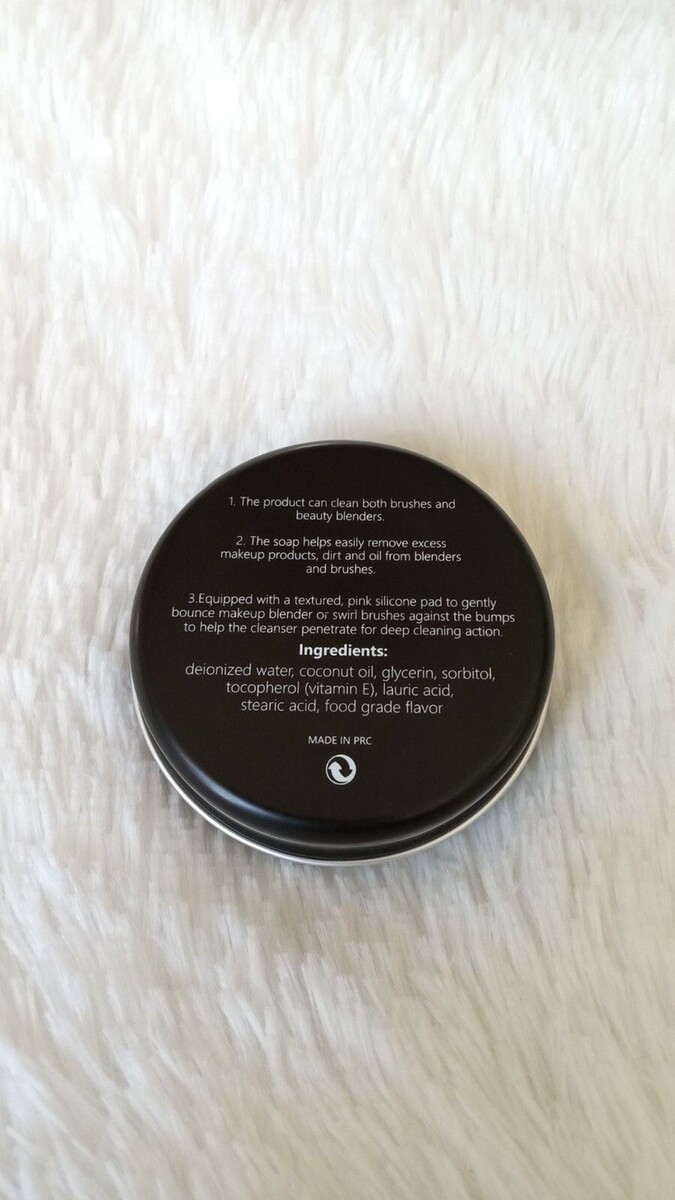 1. The product can clean both brushes and
beauty blenders.
2. The soap helps easily remove excess
makeup products, dirt and oil from blenders
and brushes.
3.Equipped with a textured, pink silicone pad to gently
bounce makeup blender or swirl brushes against the bumps
to help the cleanser penetrate for deep cleaning action.
Ingredients:
deionized water, coconut oil, glycerin, sorbitol,
tocopherol (vitamin E), lauric acid,
stearic acid, food grade flavor
MADE IN PRC